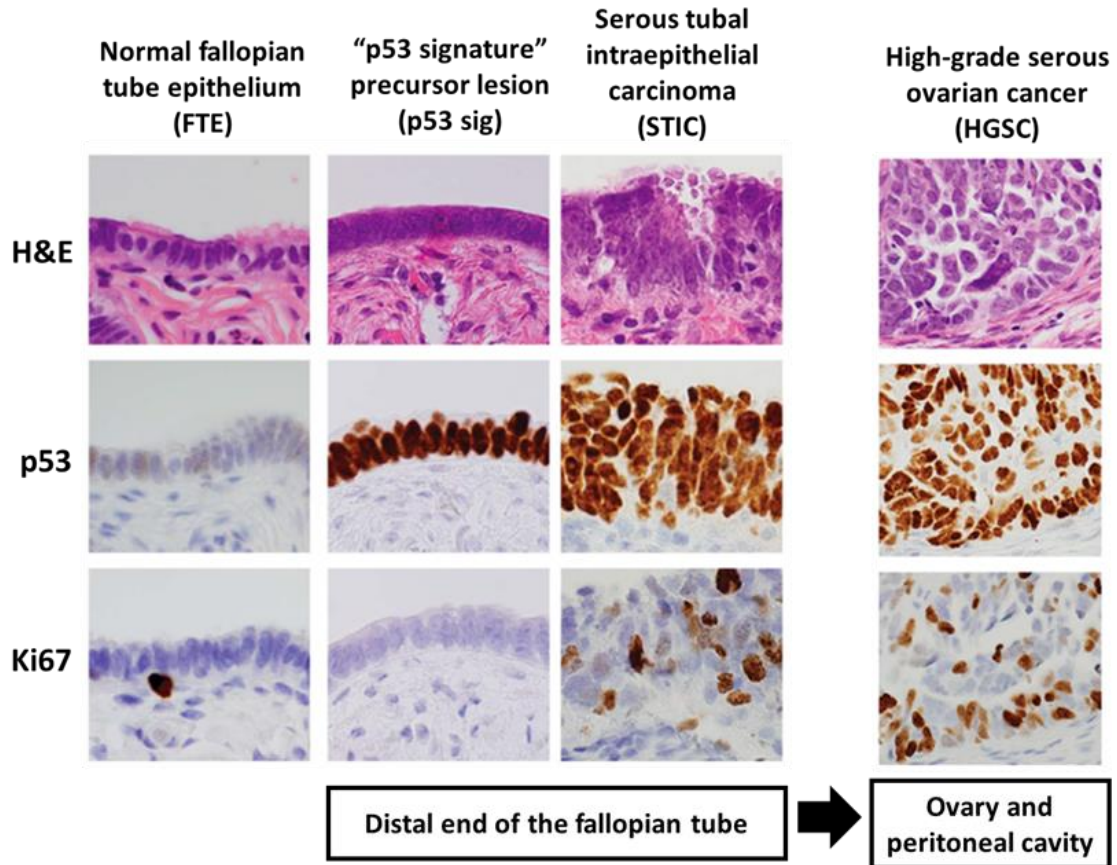 Normal fallopian
tube epithelium
(FTE)
“p53 signature”
precursor lesion
(p53 sig)
Serous tubal
intraepithelial
carcinoma
(STIC)
High-grade serous
ovarian cancer
(HGSC)
H&E
p53
Ki67
Distal end of the fallopian tube
Ovary and
peritoneal cavity